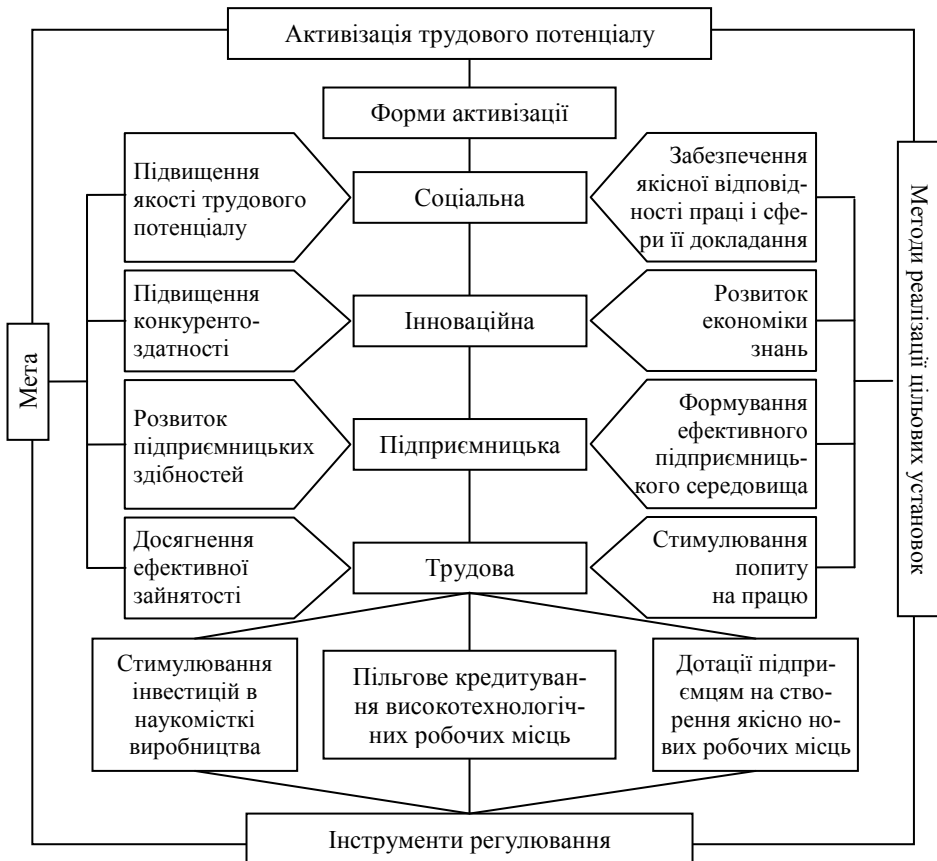 Активізація трудового потенціалу
Форми активізації
Підвищення
якості трудового
потенціалу
Соціальна
Забезпечення
якісної відповід-
ності праці і сфе-
ри її докладання
Підвищення
конкуренто-
здатності
Інноваційна
Розвиток
економіки
знань
Мета
Методи реалізації цільових установок
Розвиток
підприємницьких
здібностей
Підприємницька
Формування
ефективного
підприємниць-
кого середовища
Досягнення
ефективної
зайнятості
Трудова
Стимулювання
попиту
на працю
Стимулювання
інвестицій в
наукомісткі
виробництва
Пільгове кредитуван-
ня високотехнологіч-
них робочих місць
Дотації підпри-
ємцям на ство-
рення якісно но-
вих робочих місць
Інструменти регулювання